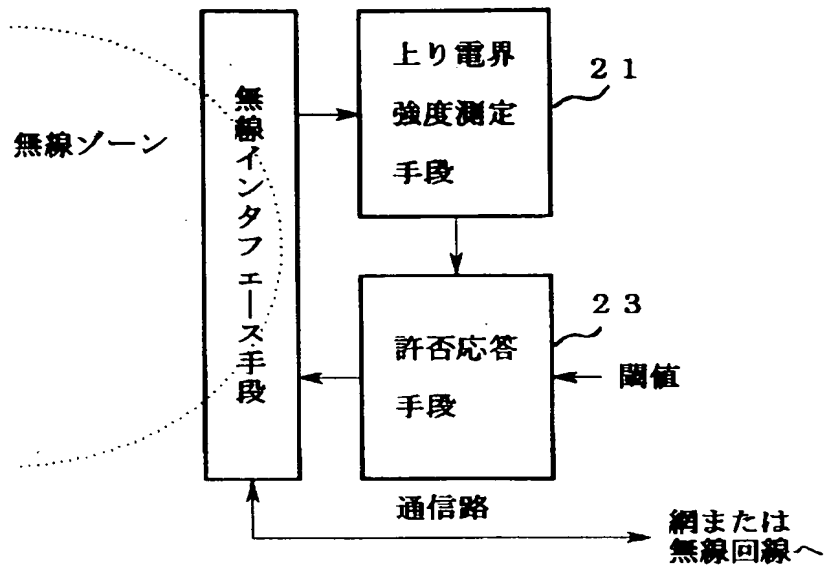 無線ゾーン
無線インタフェース手段
上り電界
強度測定
手段
21
許否応答
手段
23
閾値
通信路
網または
無線回線へ